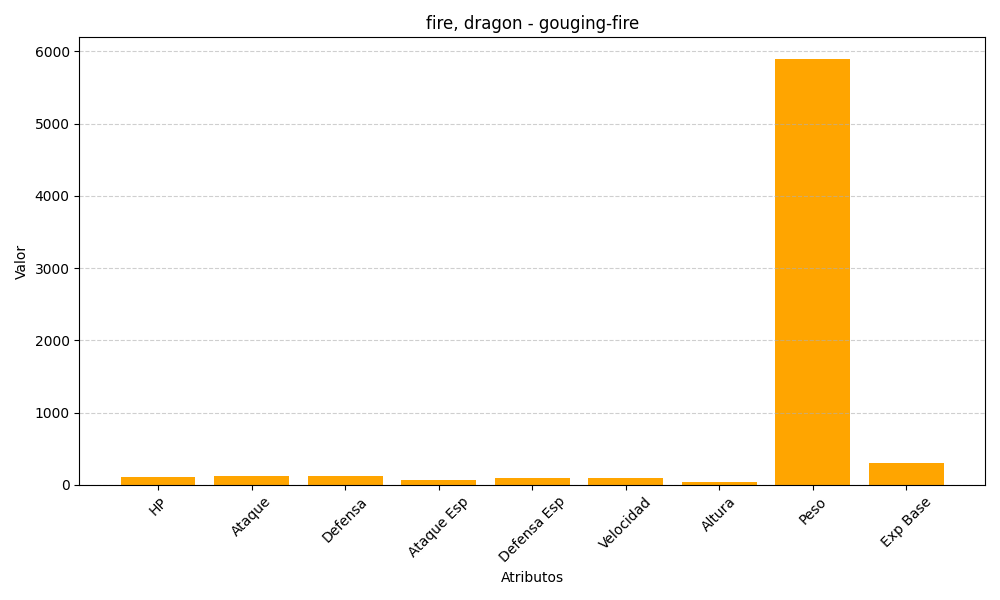 fire, dragon - gouging-fire
Valor
6000
5000
4000
3000
2000
1000
0
HP
Ataque
Defensa
Ataque Esp
Defensa Esp
Velocidad
Altura
Peso
Exp Base
Atributos